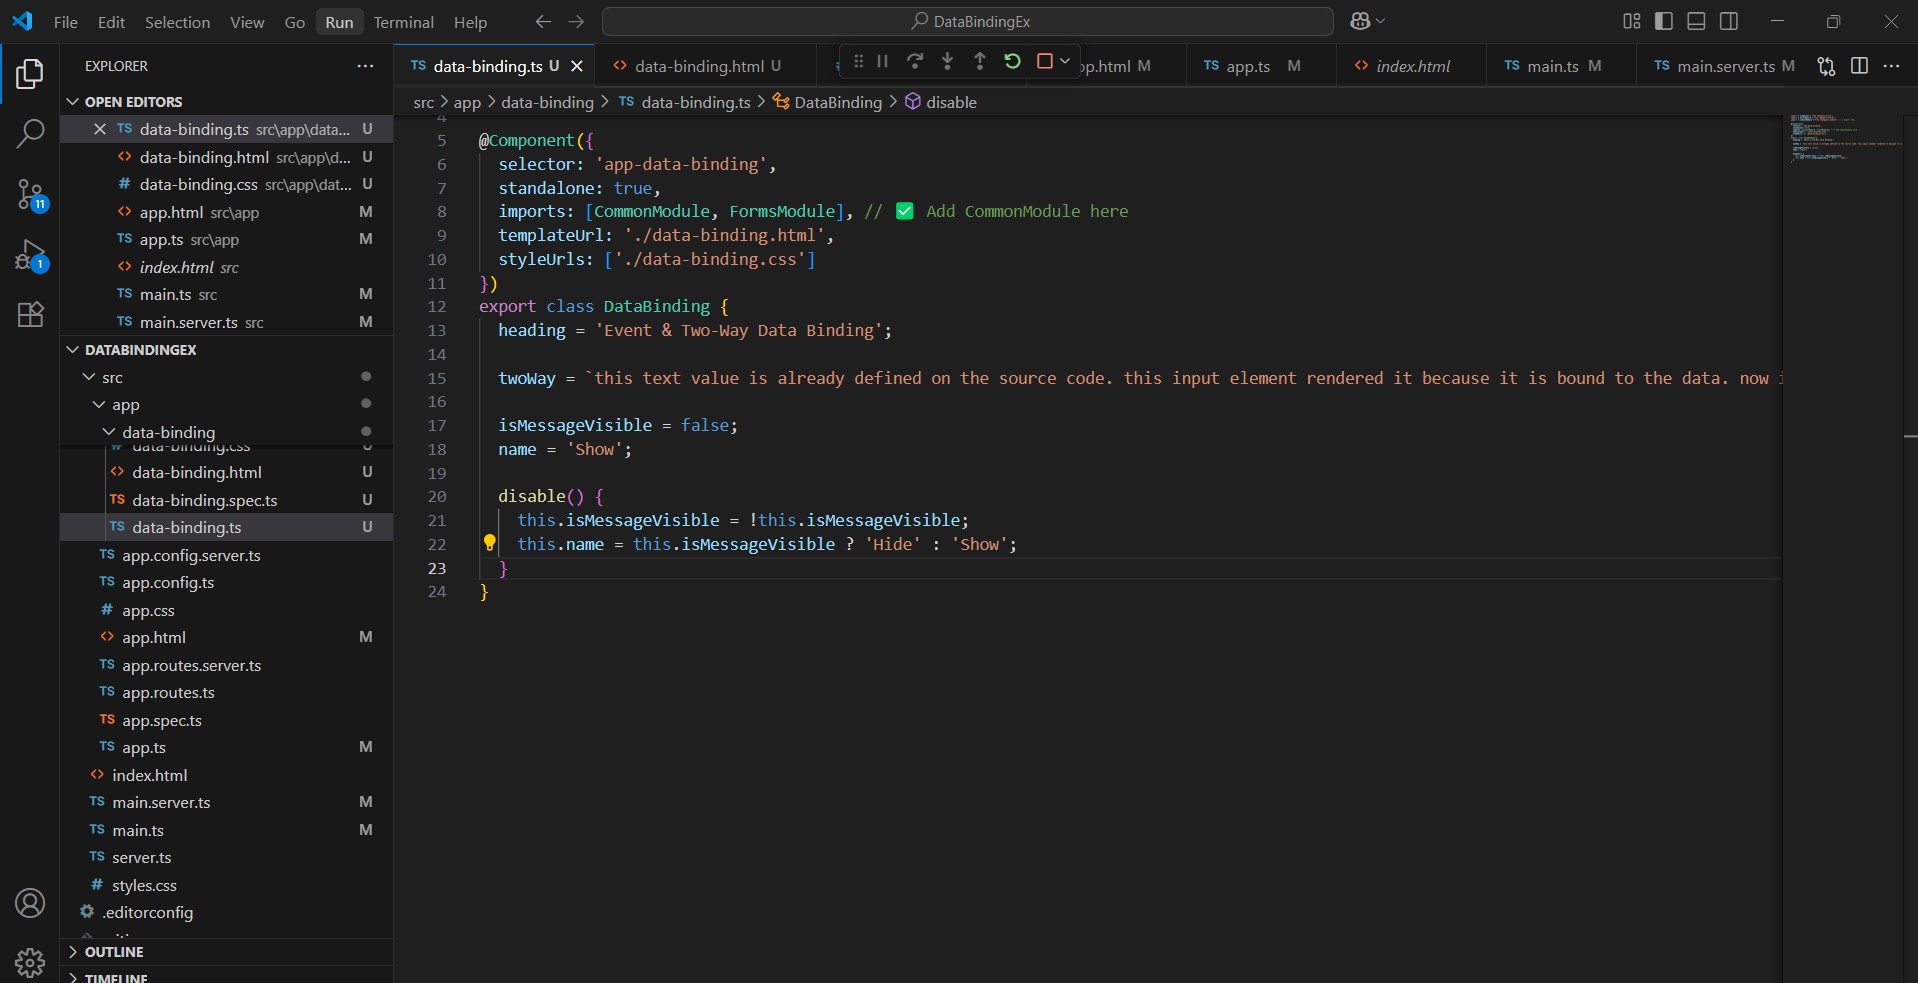 File Edit Selection View Go Run Terminal Help
DataBindingEx
EXPLORER
OPEN EDITORS
TS data-binding.ts src\app\data... U
<> data-binding.html src\app\d... U
# data-binding.css src\app\dat... U
<> app.html src\app M
TS app.ts src\app M
<> index.html src
TS main.ts src M
TS main.server.ts src M
DATABINDINGEX
src
app
data-binding
# data-binding.css U
<> data-binding.html U
TS data-binding.spec.ts U
TS data-binding.ts U
TS app.config.server.ts
TS app.config.ts
# app.css
<> app.html M
TS app.routes.server.ts
TS app.routes.ts
TS app.spec.ts
TS app.ts M
<> index.html
TS main.server.ts M
TS main.ts M
TS server.ts
# styles.css
.editorconfig
OUTLINE
TIMELINE
11
1
TS data-binding.ts U
<> data-binding.html U
#
pp.html M
TS app.ts M
<> index.html
TS main.ts M
TS main.server.ts M
src > app > data-binding > TS data-binding.ts > DataBinding > disable
4
5 @Component({
6 selector: 'app-data-binding',
7 standalone: true,
8 imports: [CommonModule, FormsModule], // ✅ Add CommonModule here
9 templateUrl: './data-binding.html',
10 styleUrls: ['./data-binding.css']
11 })
12 export class DataBinding {
13 heading = 'Event & Two-Way Data Binding';
14
15 twoWay = `this text value is already defined on the source code. this input element rendered it because it is bound to the data. now i
16
17 isMessageVisible = false;
18 name = 'Show';
19
20 disable() {
21 this.isMessageVisible = !this.isMessageVisible;
22 this.name = this.isMessageVisible ? 'Hide' : 'Show';
23 }
24 }